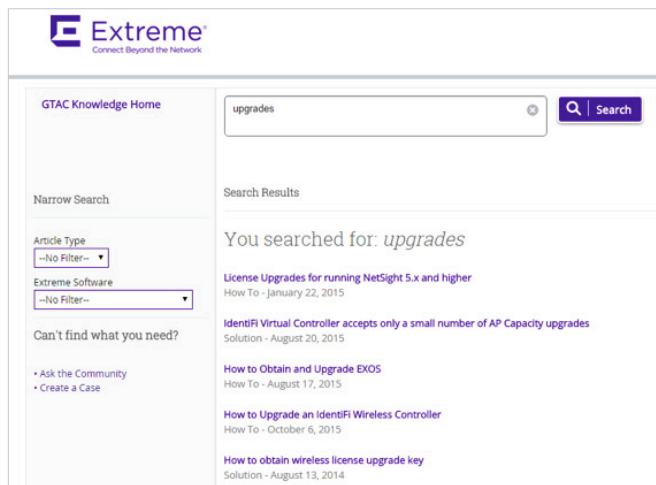 Extreme
Connect Beyond the Network
GTAC Knowledge Home
upgrades
Search
Narrow Search
Article Type
--No Filter--
Extreme Software
--No Filter--
Can't find what you need?
• Ask the Community
• Create a Case
Search Results
You searched for: upgrades
License Upgrades for running NetSight 5.x and higher
How To - January 22, 2015
IdentiFi Virtual Controller accepts only a small number of AP Capacity upgrades
Solution - August 20, 2015
How to Obtain and Upgrade EXOS
How To - August 17, 2015
How to Upgrade an IdentiFi Wireless Controller
How To - October 6, 2015
How to obtain wireless license upgrade key
Solution - August 13, 2014